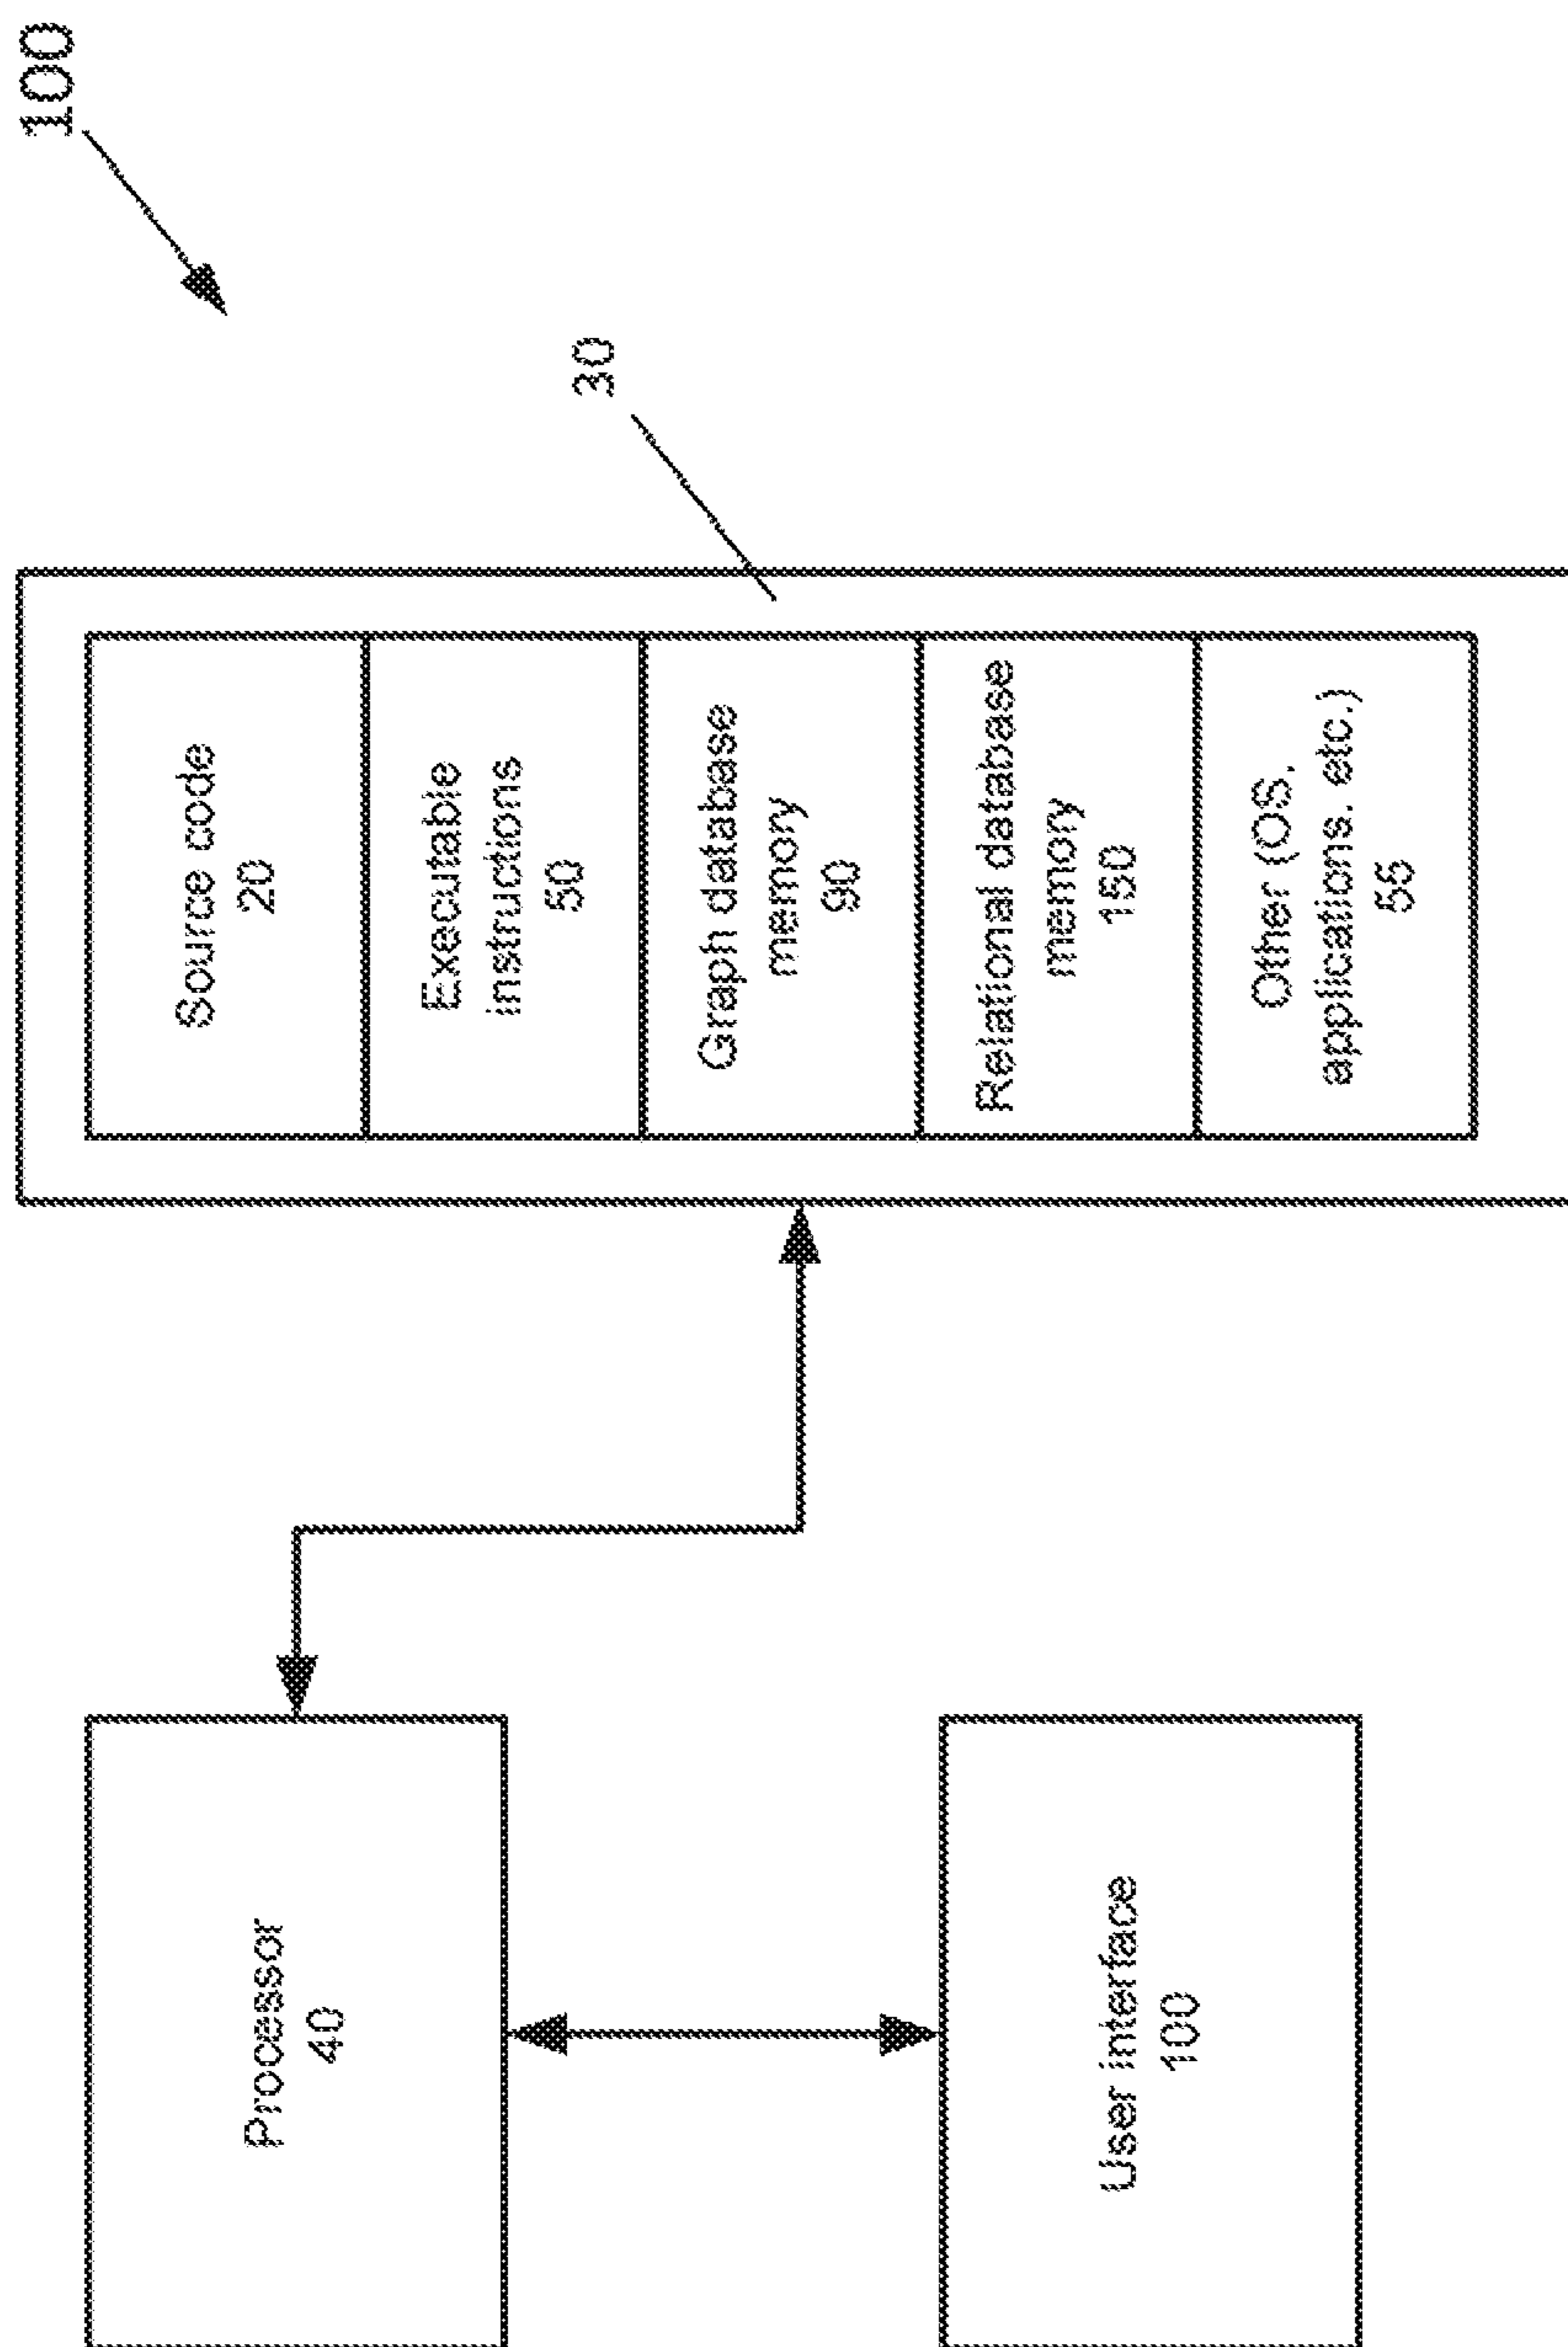 100
30
Processor
40
User interface
100
Source code
20
Executable
instructions
50
Graph database
memory
90
Relational database
memory
150
Other (OS,
applications. etc.)
55